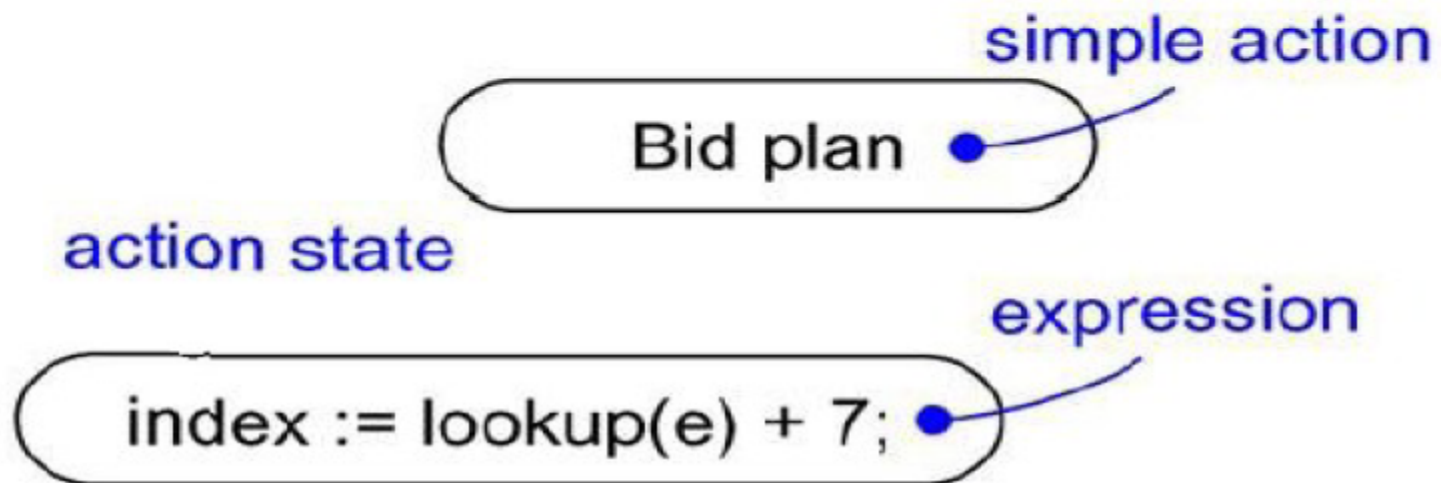 simple action
Bid plan
action state
expression
index := lookup(e) + 7;